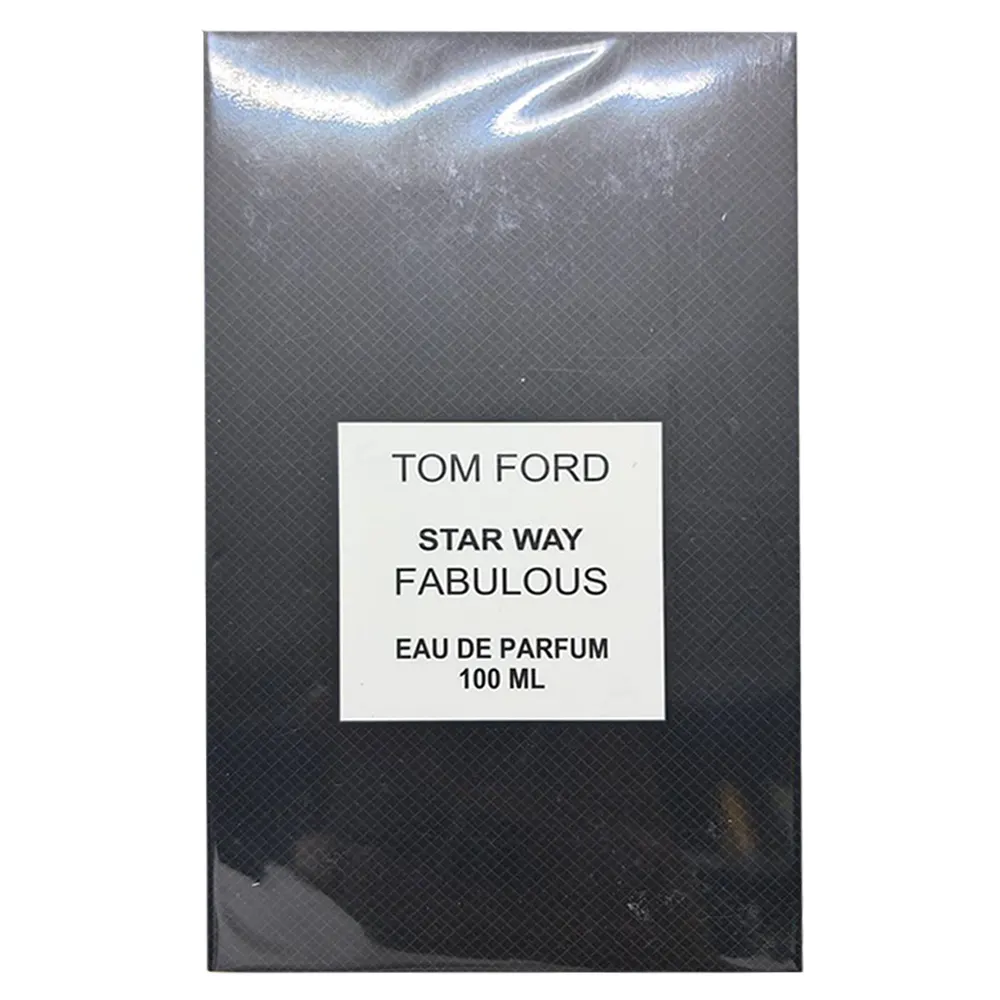 TOM FORD
STAR WAY
FABULOUS
EAU DE PARFUM
100 ML